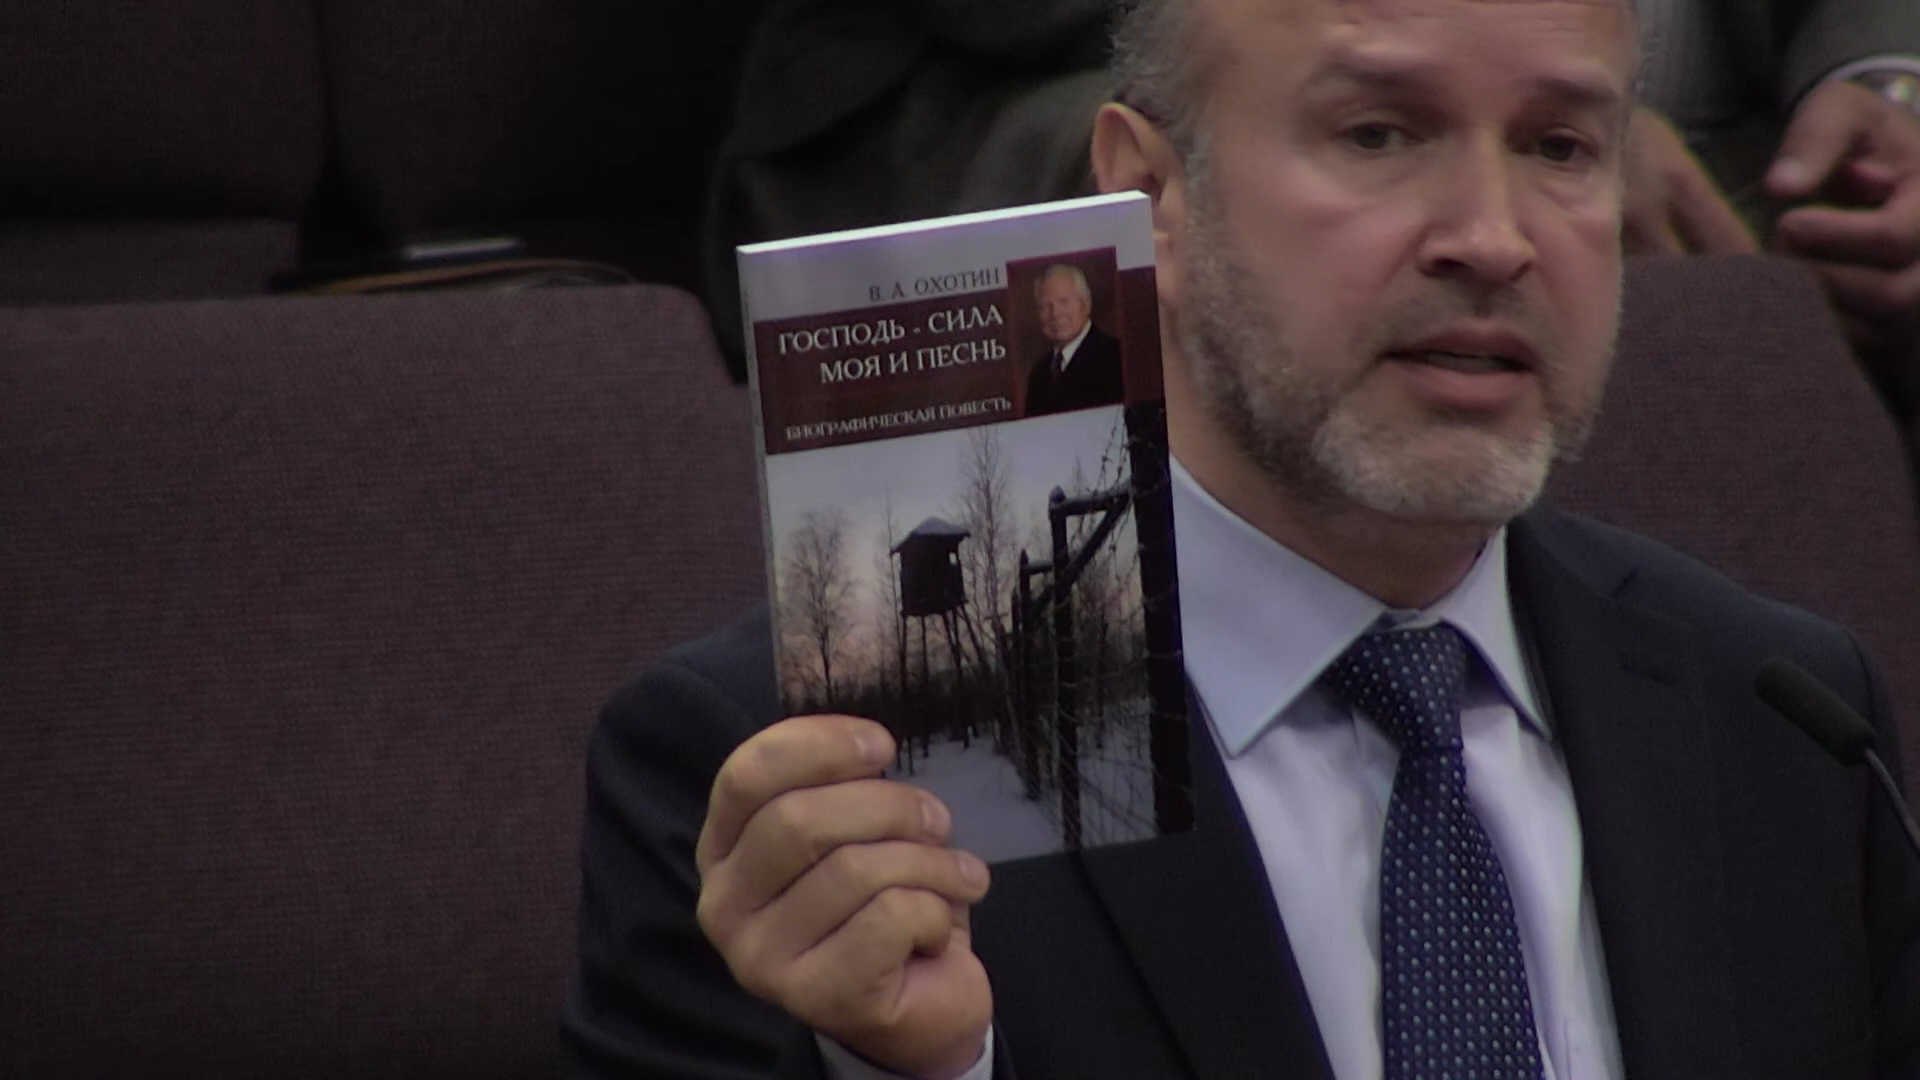 В. А. ОХОТИН
ГОСПОДЬ - СИЛА
МОЯ И ПЕСНЬ
БИОГРАФИЧЕСКАЯ ПОВЕСТЬ